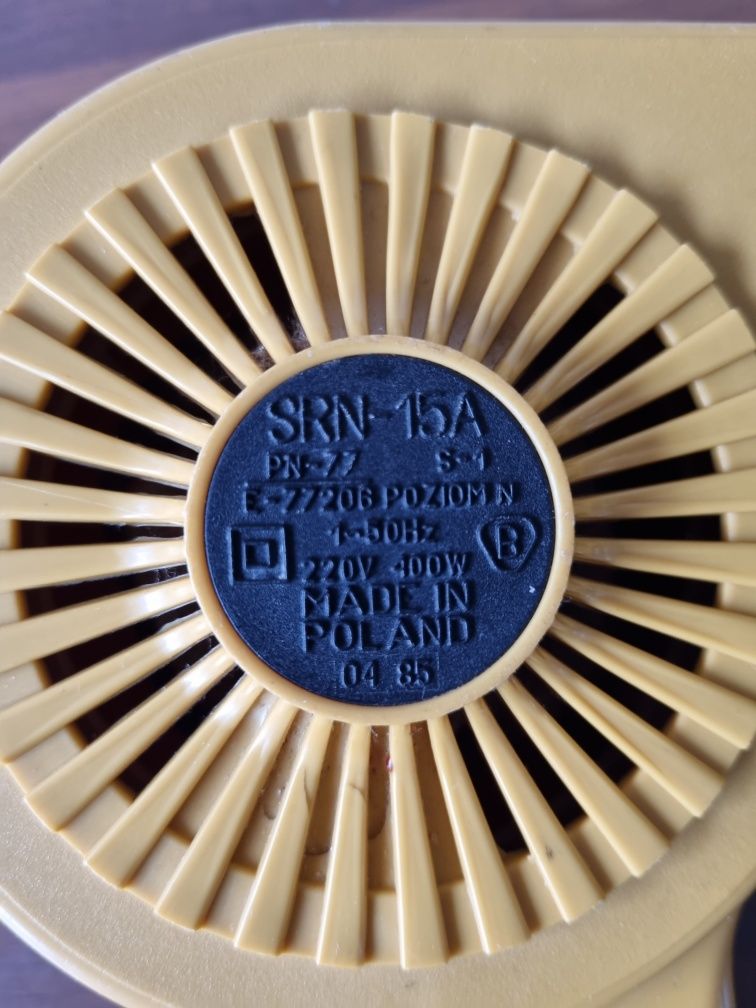 SRN-15A
PN-77 S-1
E-77206 POZIOM N
1~50Hz
B
220V 400W
MADE IN
POLAND
04 85